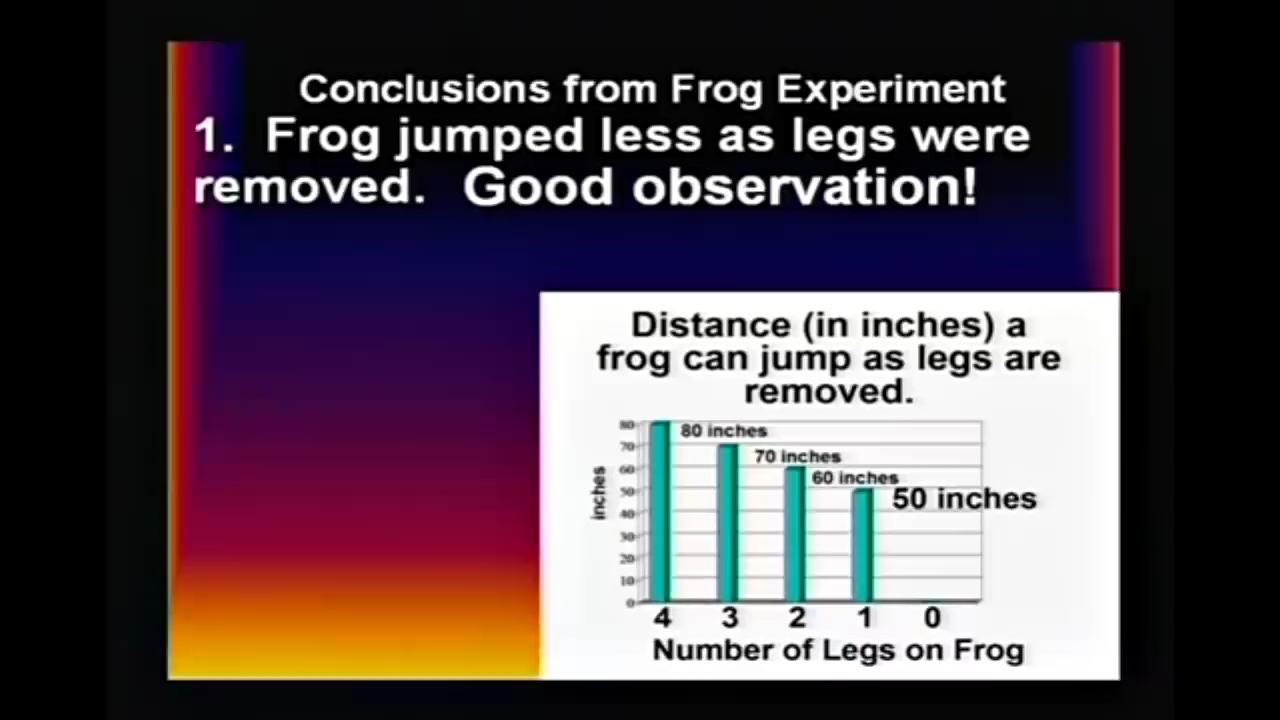 Conclusions from Frog Experiment
1. Frog jumped less as legs were
removed. Good observation!
Distance (in inches) a
frog can jump as legs are
removed.
80
80 inches
70
70 inches
60
60 inches
50
50 inches
40
30
20
10
0
inches
4 3 2 1 0
Number of Legs on Frog